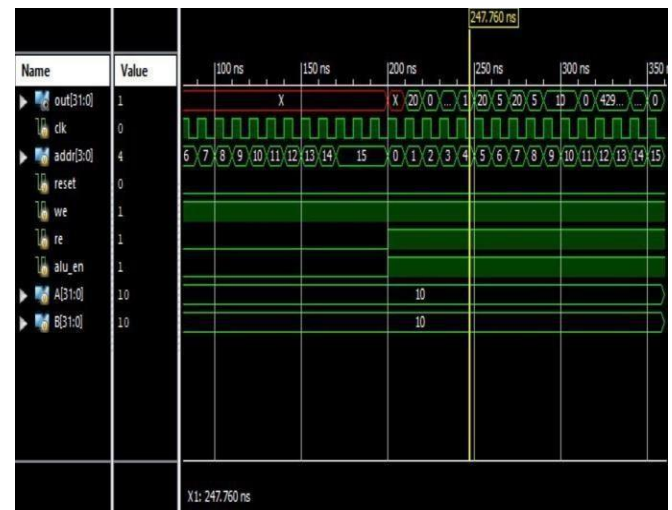 247.760 ns
Name Value 100 ns 150 ns 200 ns 250 ns 300 ns 350
out[31:0] 1 X X 20 0 ... 1 20 5 20 5 10 0 429... ... 0
clk 0
addr[3:0] 4 6 7 8 9 10 11 12 13 14 15 0 1 2 3 4 5 6 7 8 9 10 11 12 13 14 15
reset 0
we 1
re 1
alu_en 1
A[31:0] 10 10
B[31:0] 10 10
X1: 247.760 ns